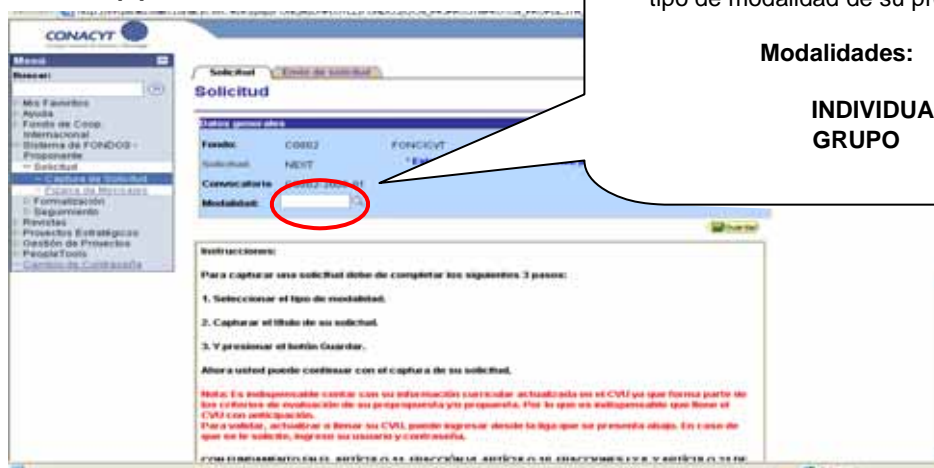 tipo de modalidad de su pr
Modalidades:
INDIVIDUA
GRUPO
CONACYT
Menú
Buscar:
Mis Favoritos
Ayuda
Fondo de Coop.
Internacional
Sistema de FONDOS -
Proponente
Solicitud
Captura de Solicitud
Pizarra de Mensajes
Formalización
Seguimiento
Revistas
Proyectos Estratégicos
Gestión de Proyectos
PeopleTools
Cambio de Contraseña
Solicitud
Envío de solicitud
Solicitud
Datos generales
Fondo: C0002 FONCICYT
Solicitud: NEXT
Convocatoria
Modalidad:
Guardar
Instrucciones:
Para capturar una solicitud debe de completar los siguientes 3 pasos:
1. Seleccionar el tipo de modalidad.
2. Capturar el título de su solicitud.
3. Y presionar el botón Guardar.
Ahora usted puede continuar con el captura de su solicitud.
Nota: Es indispensable contar con su información curricular actualizada en el CVU ya que forma parte de
los criterios de evaluación de su prepropuesta y/o propuesta. Por lo que es indispensable que llene el
CVU con anticipación.
Para validar, actualizar o llenar su CVU, puede ingresar desde la liga que se presenta abajo. En caso de
que se le solicite, ingrese su usuario y contraseña.
CON FUNDAMENTO EN EL ARTÍCULO